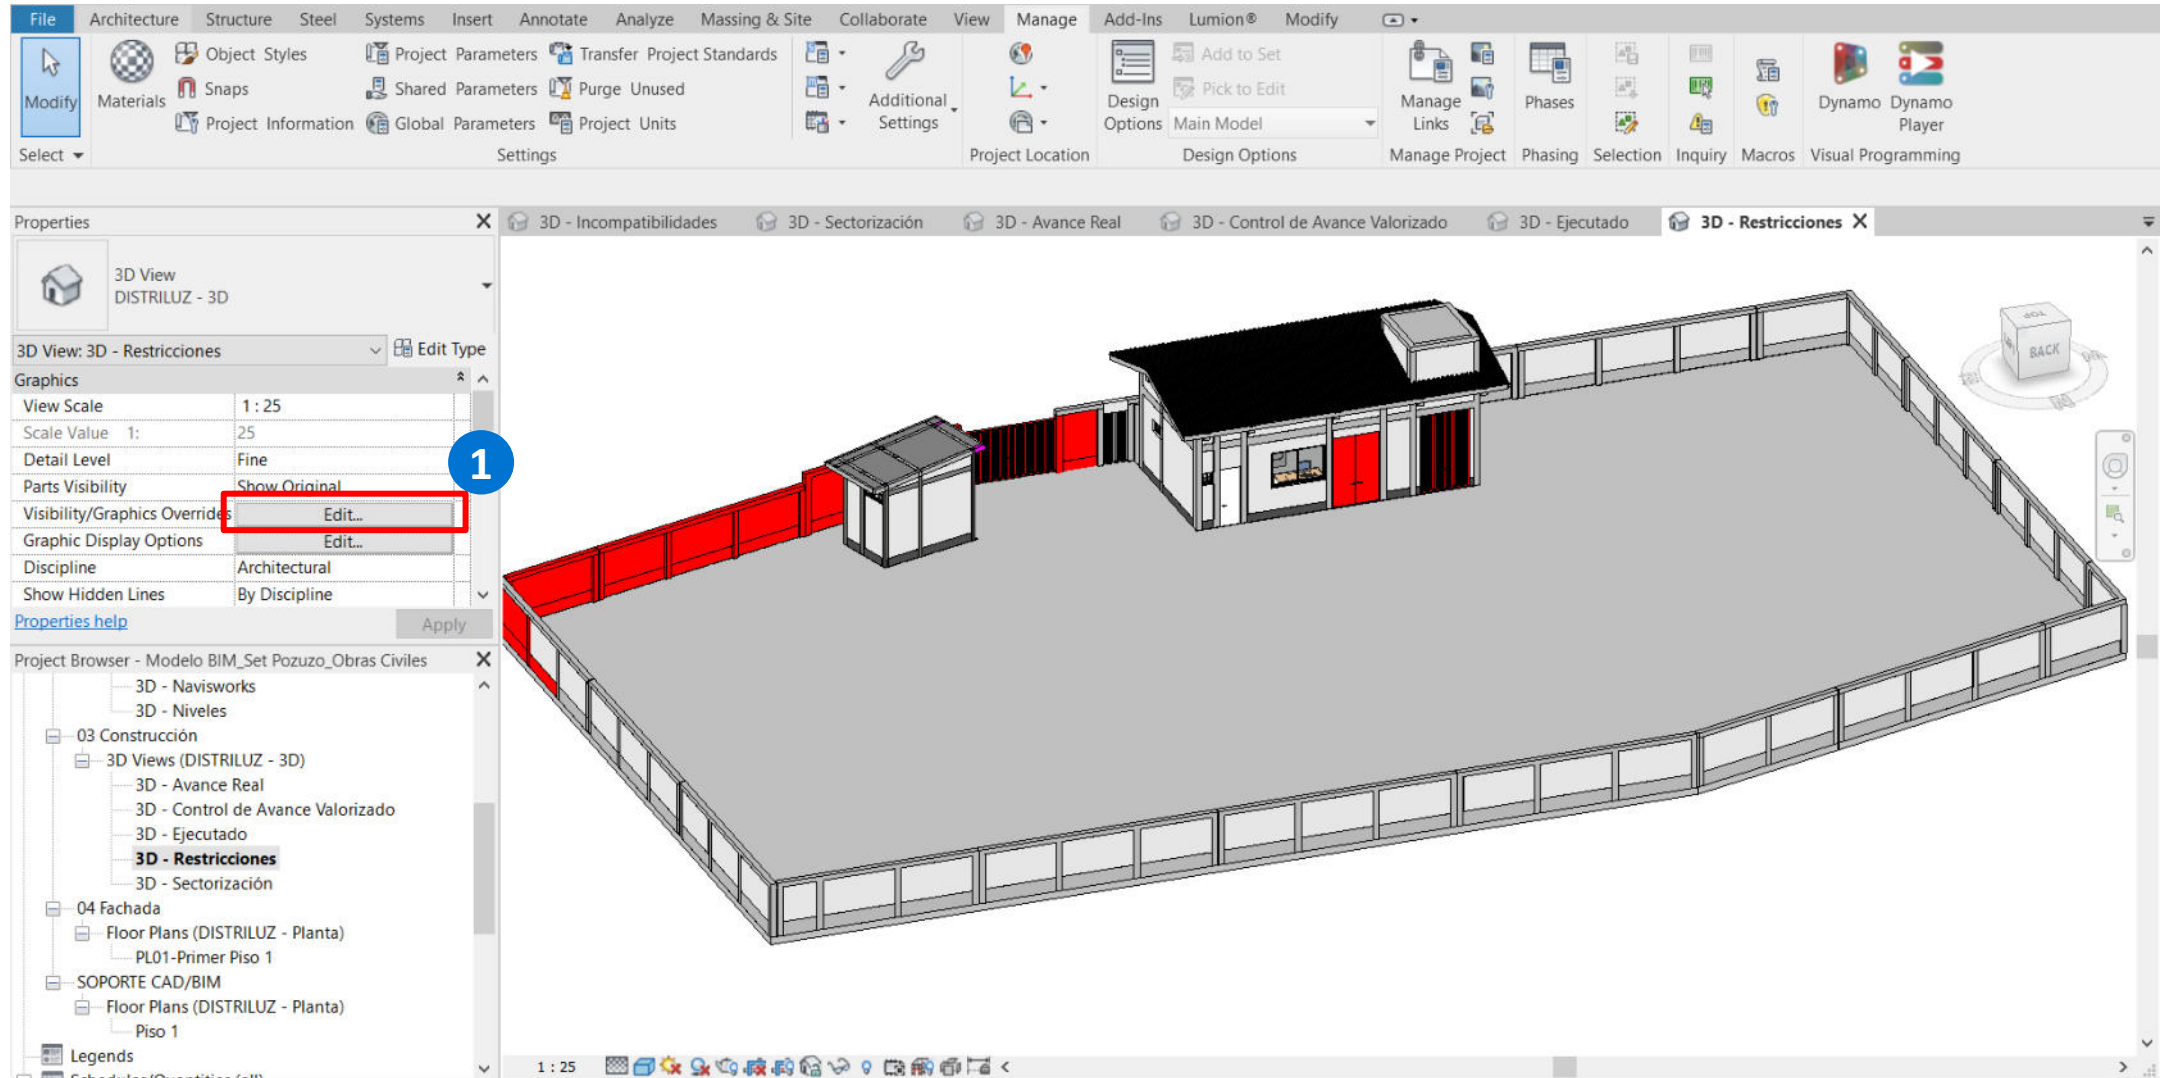 File Architecture Structure Steel Systems Insert Annotate Analyze Massing & Site Collaborate View Manage Add-Ins Lumion® Modify
Modify
Materials
Object Styles
Snaps
Project Information
Project Parameters
Shared Parameters
Global Parameters
Transfer Project Standards
Purge Unused
Project Units
Additional
Settings
Design
Options
Add to Set
Pick to Edit
Main Model
Manage
Links
Phases
Dynamo
Dynamo
Player
Select Settings Project Location Design Options Manage Project Phasing Selection Inquiry Macros Visual Programming
Properties
3D - Incompatibilidades 3D - Sectorización 3D - Avance Real 3D - Control de Avance Valorizado 3D - Ejecutado 3D - Restricciones
3D View
DISTRILUZ - 3D
3D View: 3D - Restricciones Edit Type
Graphics
View Scale 1 : 25
Scale Value 1: 25
Detail Level Fine
Parts Visibility Show Original
Visibility/Graphics Overrides Edit...
Graphic Display Options Edit...
Discipline Architectural
Show Hidden Lines By Discipline
Properties help Apply
1
TOP
BACK
Project Browser - Modelo BIM_Set Pozuzo_Obras Civiles
3D - Navisworks
3D - Niveles
03 Construcción
3D Views (DISTRILUZ - 3D)
3D - Avance Real
3D - Control de Avance Valorizado
3D - Ejecutado
3D - Restricciones
3D - Sectorización
04 Fachada
Floor Plans (DISTRILUZ - Planta)
PL01-Primer Piso 1
SOPORTE CAD/BIM
Floor Plans (DISTRILUZ - Planta)
Piso 1
Legends
Schedules/Quantities (all)
1 : 25